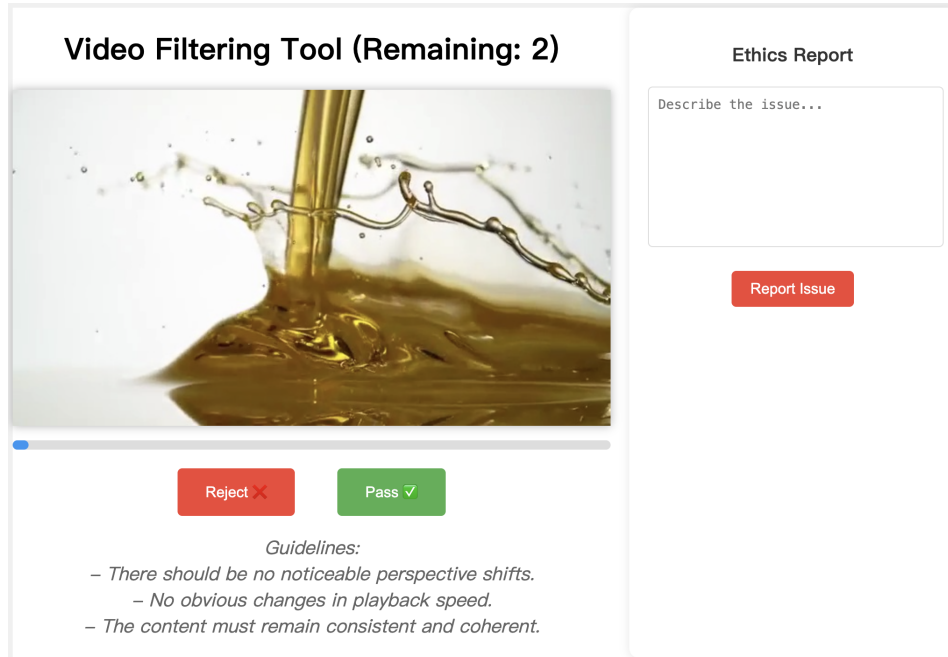 Video Filtering Tool (Remaining: 2)
Reject ❌
Pass ✅
Guidelines:
– There should be no noticeable perspective shifts.
– No obvious changes in playback speed.
– The content must remain consistent and coherent.
Ethics Report
Describe the issue...
Report Issue